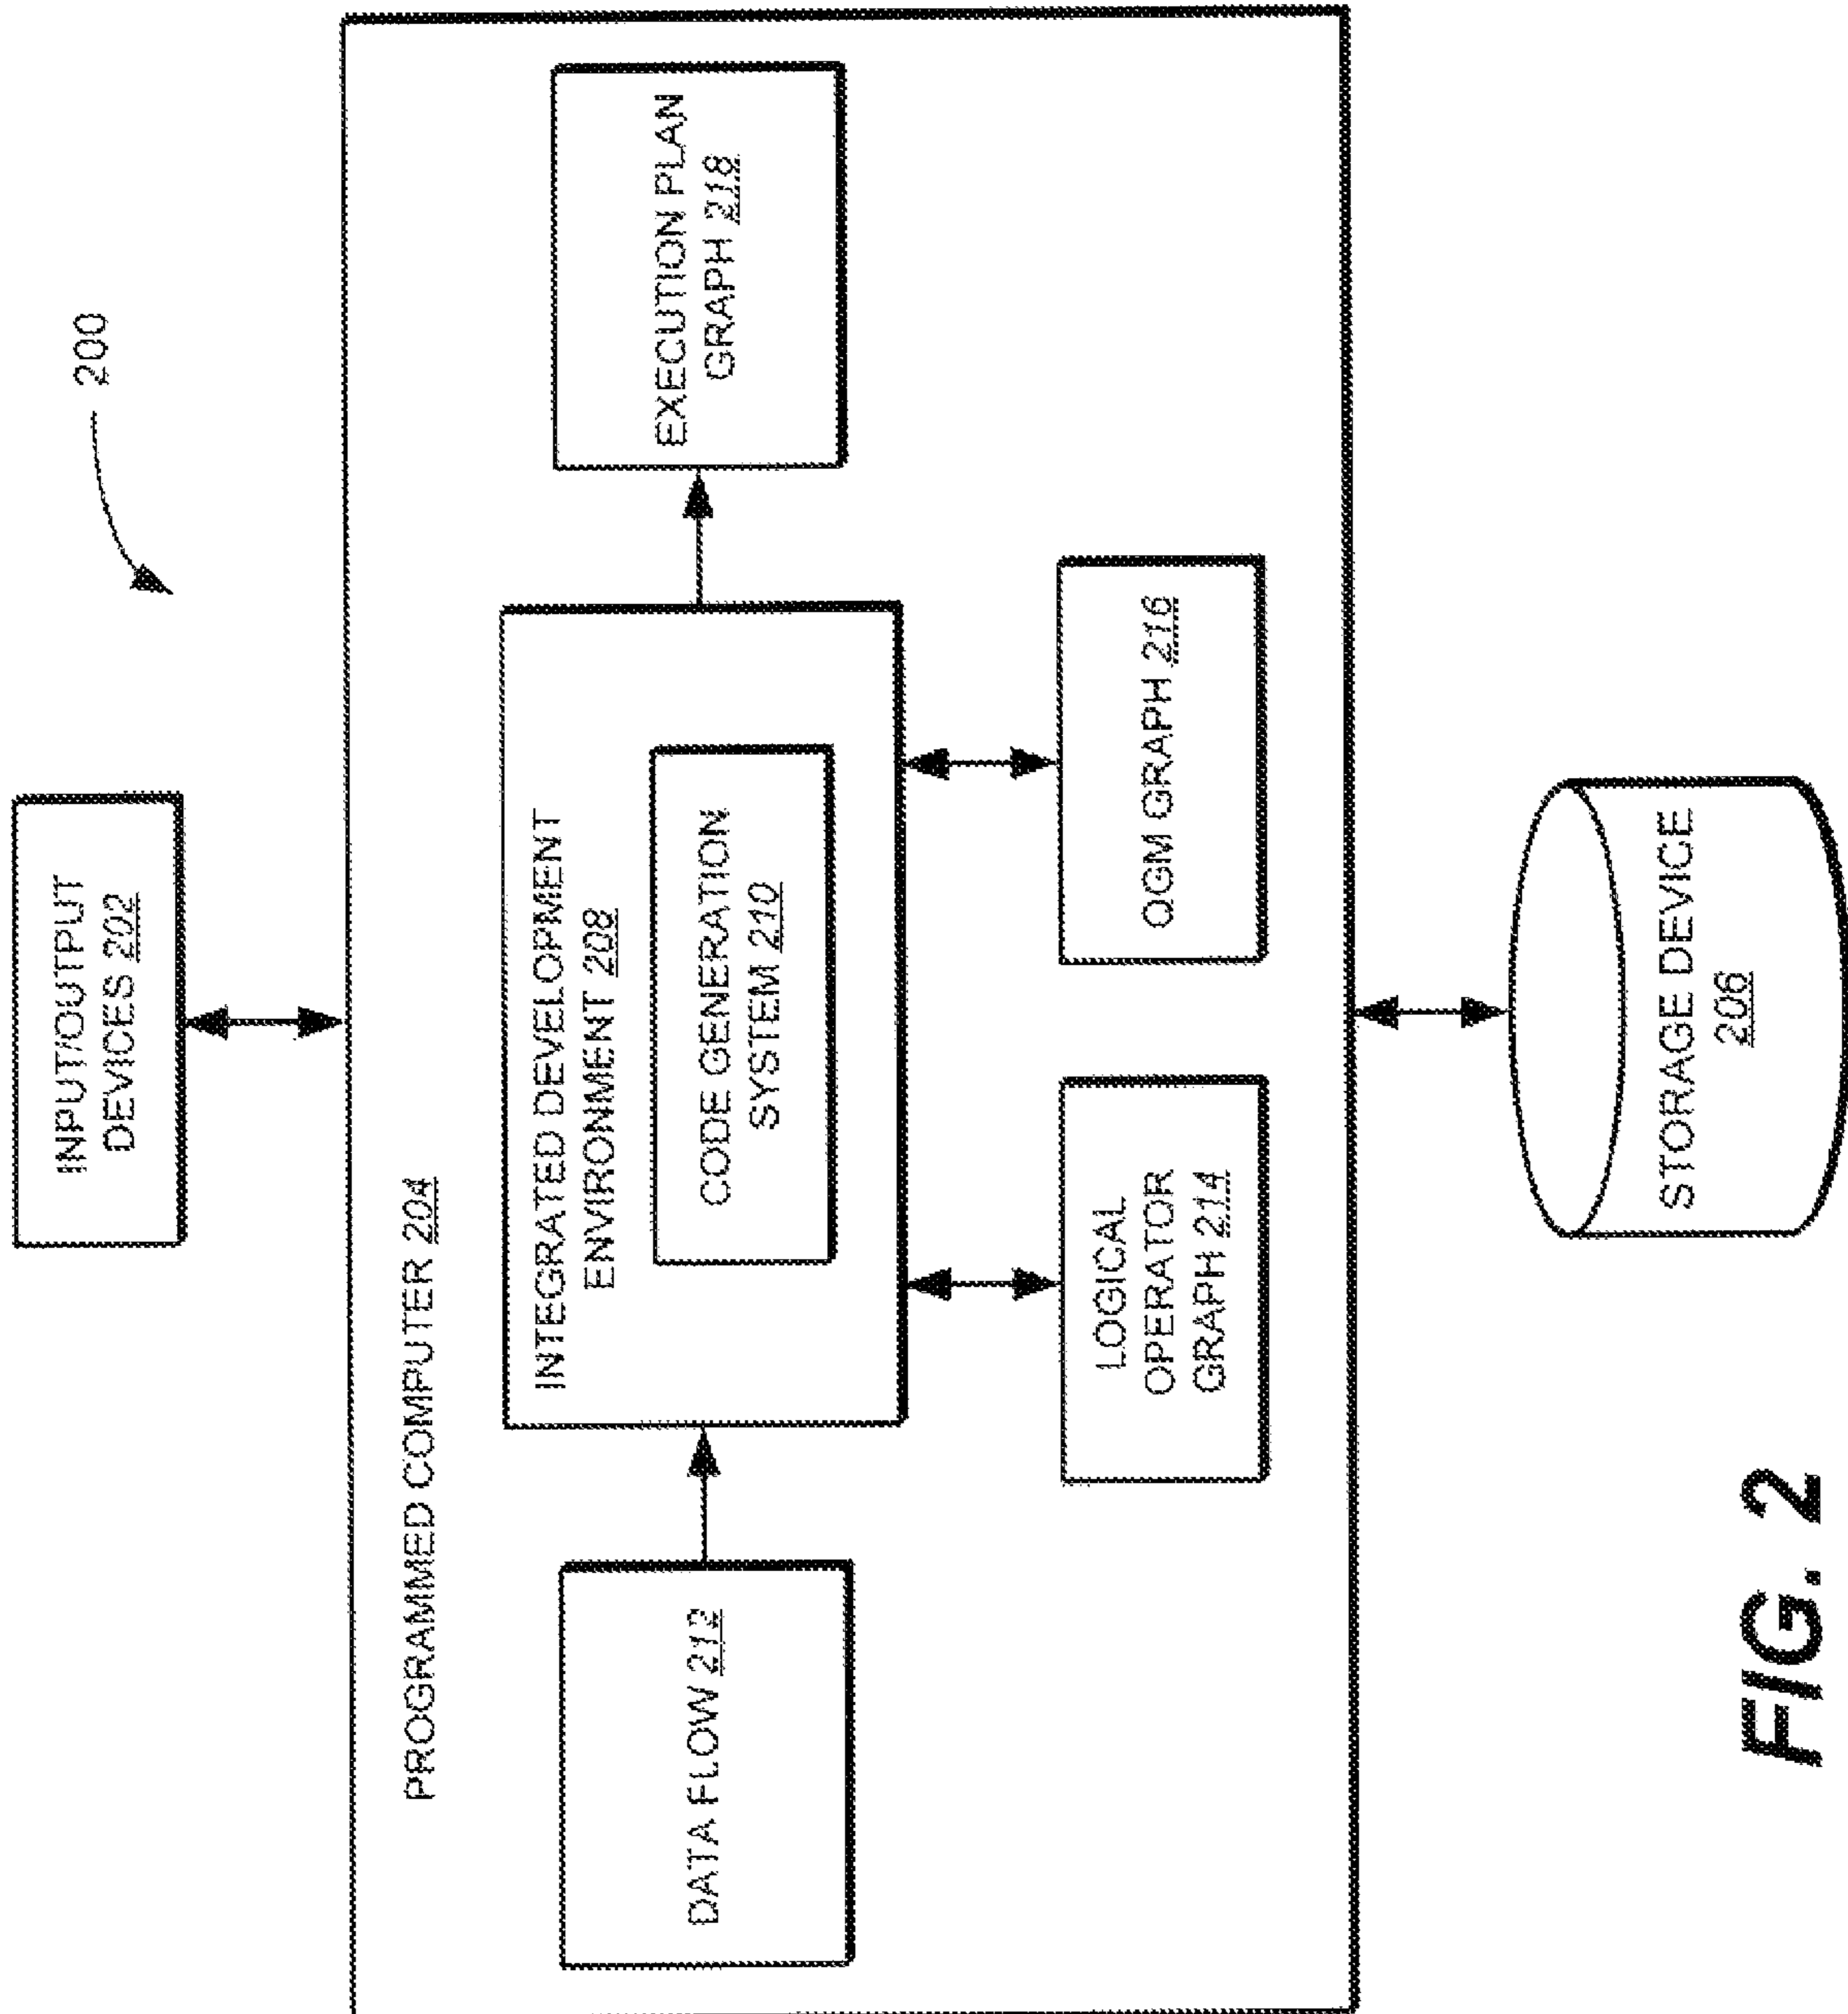 200
INPUT/OUTPUT
DEVICES 202
PROGRAMMED COMPUTER 204
INTEGRATED DEVELOPMENT
ENVIRONMENT 208
CODE GENERATION
SYSTEM 210
DATA FLOW 212
EXECUTION PLAN
GRAPH 218
LOGICAL
OPERATOR
GRAPH 214
QGM GRAPH 216
STORAGE DEVICE
206
FIG. 2